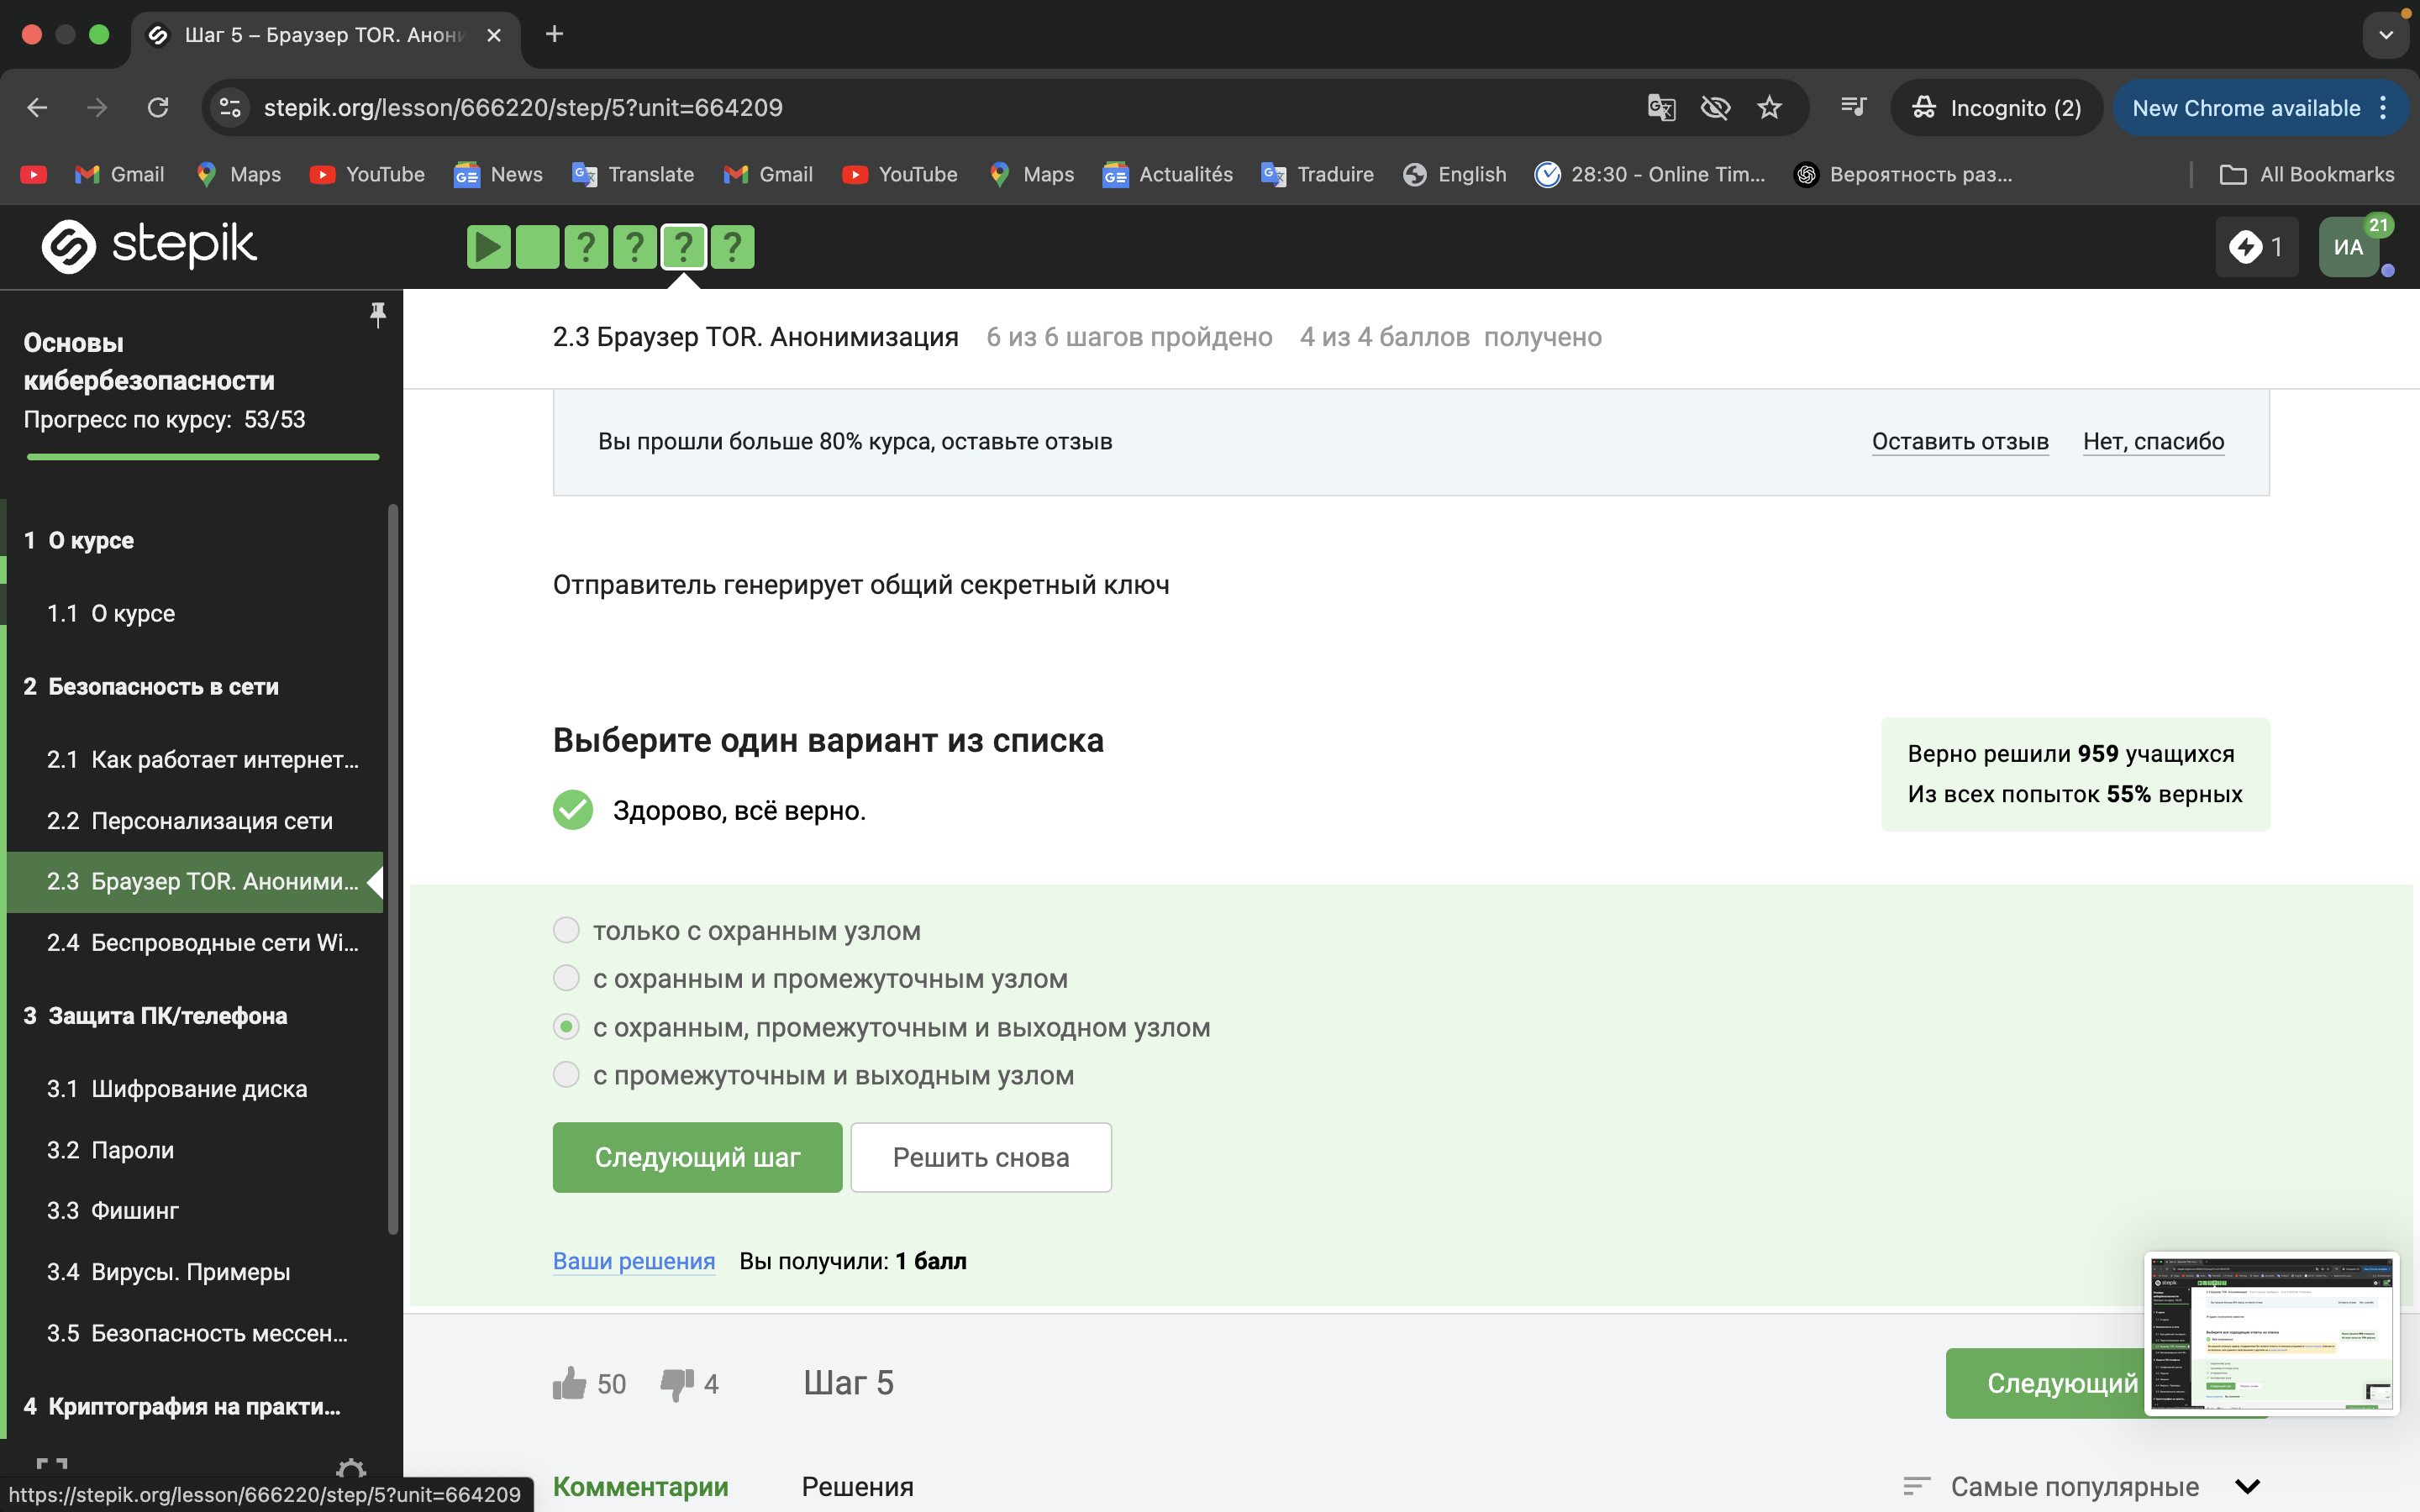 Шаг 5 – Браузер TOR. Анон
stepik.org/lesson/666220/step/5?unit=664209
Incognito (2)
New Chrome available
Gmail
Maps
YouTube
News
Translate
Gmail
YouTube
Maps
Actualités
Traduire
English
28:30 - Online Tim...
Вероятность раз...
All Bookmarks
stepik
? ? ? ?
1
ИА
21
Основы
кибербезопасности
Прогресс по курсу: 53/53
1 О курсе
1.1 О курсе
2 Безопасность в сети
2.1 Как работает интернет...
2.2 Персонализация сети
2.3 Браузер TOR. Аноними...
2.4 Беспроводные сети Wi...
3 Защита ПК/телефона
3.1 Шифрование диска
3.2 Пароли
3.3 Фишинг
3.4 Вирусы. Примеры
3.5 Безопасность мессен...
4 Криптография на практи...
https://stepik.org/lesson/666220/step/5?unit=664209
2.3 Браузер TOR. Анонимизация 6 из 6 шагов пройдено 4 из 4 баллов получено
Вы прошли больше 80% курса, оставьте отзыв
Оставить отзыв
Нет, спасибо
Отправитель генерирует общий секретный ключ
Выберите один вариант из списка
Здорово, всё верно.
Верно решили 959 учащихся
Из всех попыток 55% верных
только с охранным узлом
с охранным и промежуточным узлом
с охранным, промежуточным и выходном узлом
с промежуточным и выходным узлом
Следующий шаг
Решить снова
Ваши решения Вы получили: 1 балл
50
4
Шаг 5
Следующий
Комментарии
Решения
Самые популярные